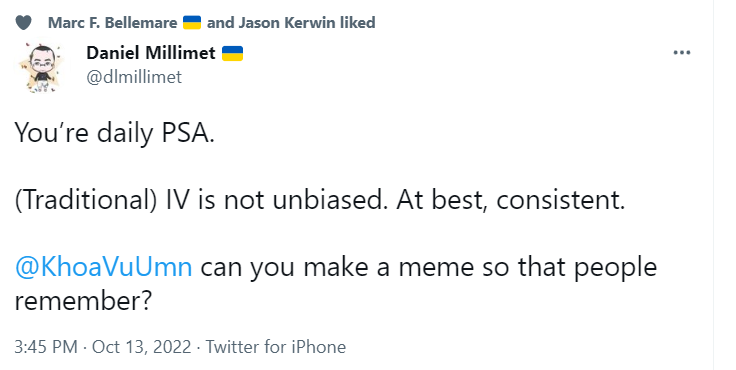 Marc F. Bellemare 🇺🇦 and Jason Kerwin liked
Daniel Millimet 🇺🇦
@dlmillimet
You’re daily PSA.
(Traditional) IV is not unbiased. At best, consistent.
@KhoaVuUmn can you make a meme so that people
remember?
3:45 PM · Oct 13, 2022 · Twitter for iPhone